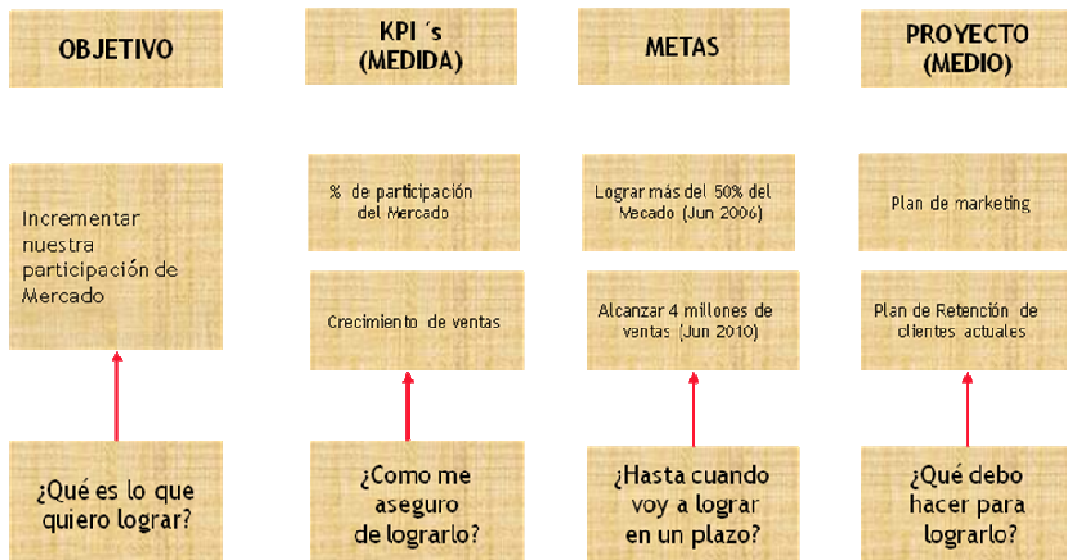 OBJETIVO
KPI ´s
(MEDIDA)
METAS
PROYECTO
(MEDIO)
Incrementar
nuestra
participación de
Mercado
% de participación
del Mercado
Lograr más del 50% del
Mecado (Jun 2006)
Plan de marketing
Crecimiento de ventas
Alcanzar 4 millones de
ventas (Jun 2010)
Plan de Retención de
clientes actuales
¿Qué es lo que
quiero lograr?
¿Como me
aseguro
de lograrlo?
¿Hasta cuando
voy a lograr
en un plazo?
¿Qué debo
hacer para
lograrlo?